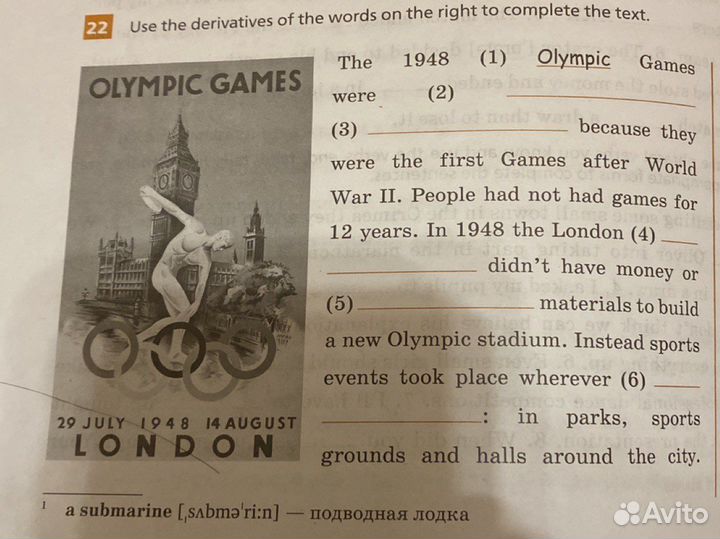 22 Use the derivatives of the words on the right to complete the text.
OLYMPIC GAMES
29 JULY 1948 14 AUGUST
LONDON
The 1948 (1) Olympic Games
were (2)
(3) because they
were the first Games after World
War II. People had not had games for
12 years. In 1948 the London (4)
didn't have money or
(5) materials to build
a new Olympic stadium. Instead sports
events took place wherever (6)
: in parks, sports
grounds and halls around the city.
1 a submarine [ˌsʌbməˈriːn] — подводная лодка
Avito